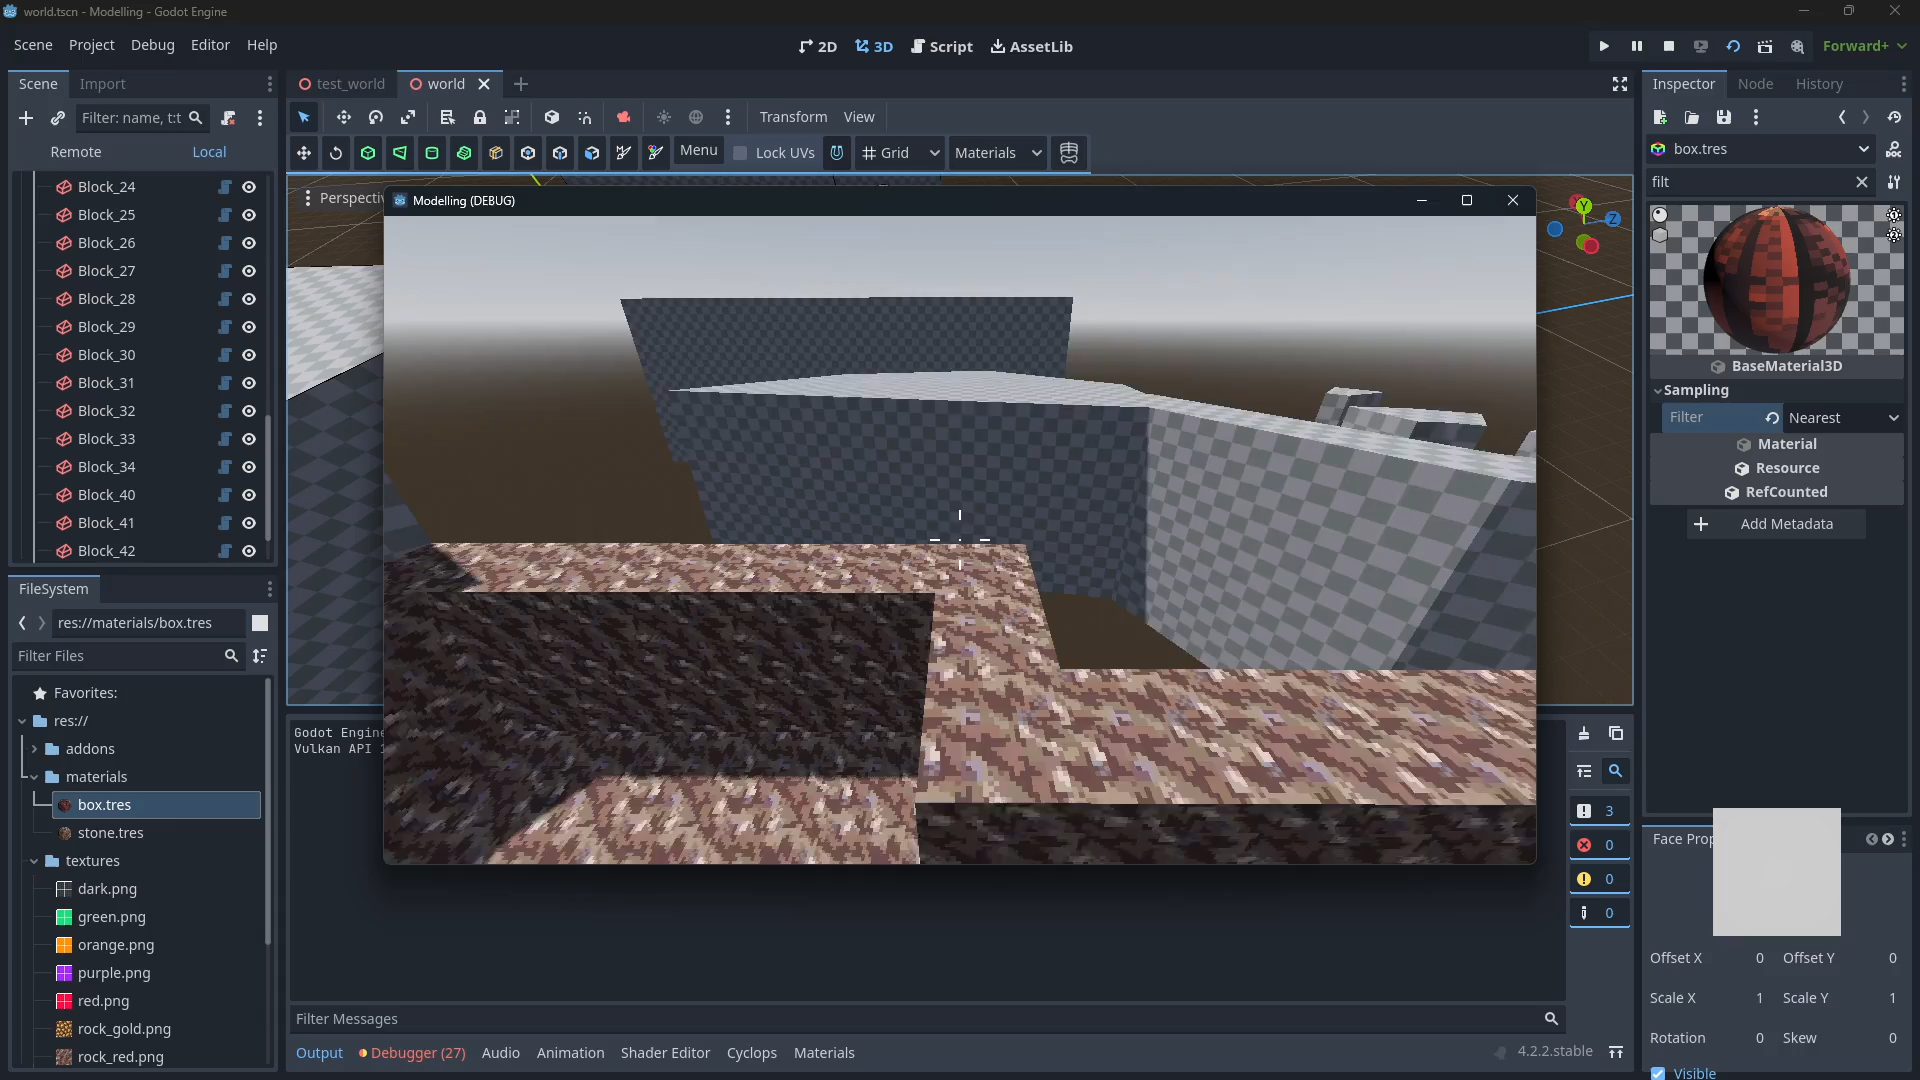 world.tscn - Modelling - Godot Engine
Scene Project Debug Editor Help
2D 3D Script AssetLib
Forward+
Scene Import
test_world world
Inspector Node History
Filter: name, t:t
Transform View
Remote Local
Menu Lock UVs Grid Materials
box.tres
filt
Block_24
Block_25
Block_26
Block_27
Block_28
Block_29
Block_30
Block_31
Block_32
Block_33
Block_34
Block_40
Block_41
Block_42
Perspectiv
Modelling (DEBUG)
Y
Z
BaseMaterial3D
Sampling
Filter Nearest
Material
Resource
RefCounted
Add Metadata
FileSystem
res://materials/box.tres
Filter Files
Favorites:
res://
addons
materials
box.tres
stone.tres
textures
dark.png
green.png
orange.png
purple.png
red.png
rock_gold.png
rock_red.png
Godot Engine
Vulkan API 1
3
0
0
0
Filter Messages
Output Debugger (27) Audio Animation Shader Editor Cyclops Materials
4.2.2.stable
Face Prop
Offset X 0 Offset Y 0
Scale X 1 Scale Y 1
Rotation 0 Skew 0
Visible